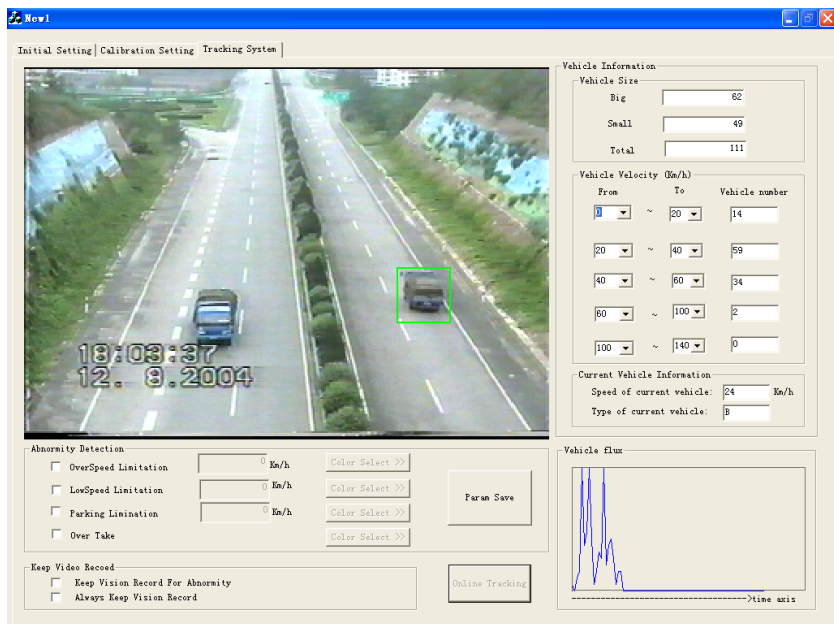 New1
Initial Setting Calibration Setting Tracking System
18:03:37
12. 8.2004
Vehicle Information
Vehicle Size
Big 62
Small 49
Total 111
Vehicle Velocity (Km/h)
From To Vehicle number
0 ~ 20 14
20 ~ 40 59
40 ~ 60 34
60 ~ 100 2
100 ~ 140 0
Current Vehicle Information
Speed of current vehicle: 24 Km/h
Type of current vehicle: B
Abnormity Detection
OverSpeed Limitation 0 Km/h Color Select >>
LowSpeed Limitation 0 Km/h Color Select >>
Parking Limination 0 Km/h Color Select >>
Over Take Color Select >>
Param Save
Keep Video Recoed
Keep Vision Record For Abnormity
Always Keep Vision Record
Online Tracking
Vehicle flux
>time axis